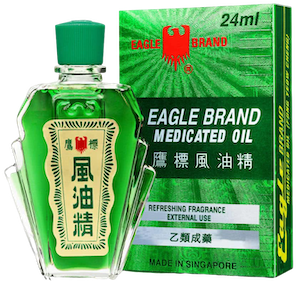 24ml
EAGLE BRAND
EAGLE BRAND
MEDICATED OIL
鷹標風油精
REFRESHING FRAGRANCE
EXTERNAL USE
乙類成藥
MADE IN SINGAPORE
鷹 標
風
油
精